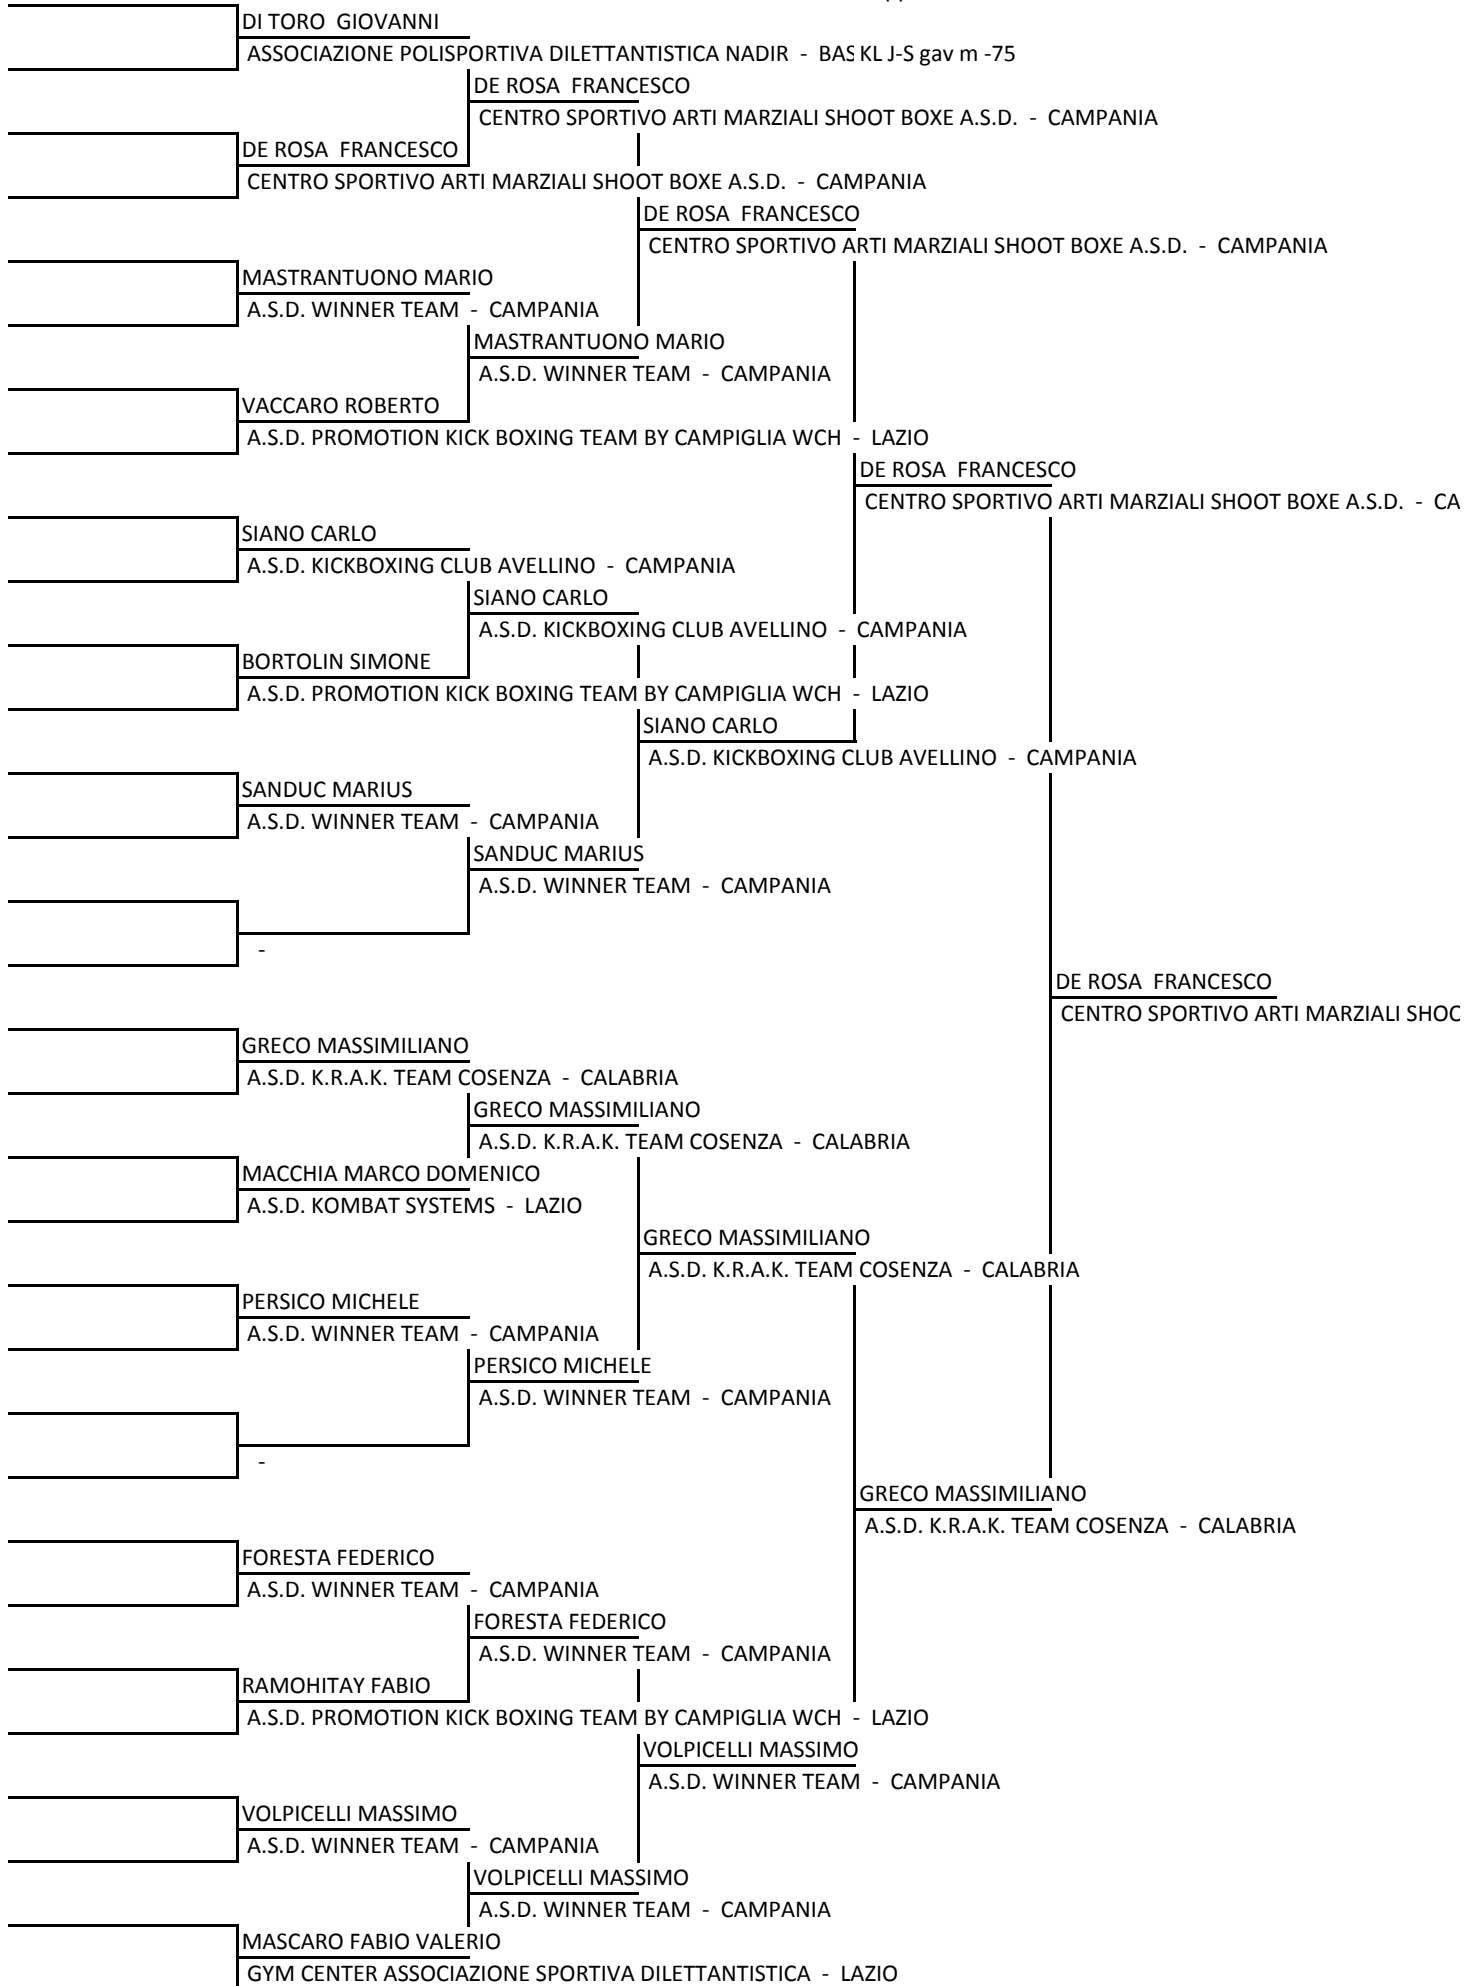 DI TORO  GIOVANNI
ASSOCIAZIONE POLISPORTIVA DILETTANTISTICA NADIR  -  BAS KL J-S gav m -75
DE ROSA  FRANCESCO
CENTRO SPORTIVO ARTI MARZIALI SHOOT BOXE A.S.D.  -  CAMPANIA
DE ROSA  FRANCESCO
CENTRO SPORTIVO ARTI MARZIALI SHOOT BOXE A.S.D.  -  CAMPANIA
DE ROSA  FRANCESCO
CENTRO SPORTIVO ARTI MARZIALI SHOOT BOXE A.S.D.  -  CAMPANIA
MASTRANTUONO MARIO
A.S.D. WINNER TEAM  -  CAMPANIA
MASTRANTUONO MARIO
A.S.D. WINNER TEAM  -  CAMPANIA
VACCARO ROBERTO
A.S.D. PROMOTION KICK BOXING TEAM BY CAMPIGLIA WCH  -  LAZIO
DE ROSA  FRANCESCO
CENTRO SPORTIVO ARTI MARZIALI SHOOT BOXE A.S.D.  -  CA
SIANO CARLO
A.S.D. KICKBOXING CLUB AVELLINO  -  CAMPANIA
SIANO CARLO
A.S.D. KICKBOXING CLUB AVELLINO  -  CAMPANIA
BORTOLIN SIMONE
A.S.D. PROMOTION KICK BOXING TEAM BY CAMPIGLIA WCH  -  LAZIO
SIANO CARLO
A.S.D. KICKBOXING CLUB AVELLINO  -  CAMPANIA
SANDUC MARIUS
A.S.D. WINNER TEAM  -  CAMPANIA
SANDUC MARIUS
A.S.D. WINNER TEAM  -  CAMPANIA
-
DE ROSA  FRANCESCO
CENTRO SPORTIVO ARTI MARZIALI SHOO
GRECO MASSIMILIANO
A.S.D. K.R.A.K. TEAM COSENZA  -  CALABRIA
GRECO MASSIMILIANO
A.S.D. K.R.A.K. TEAM COSENZA  -  CALABRIA
MACCHIA MARCO DOMENICO
A.S.D. KOMBAT SYSTEMS  -  LAZIO
GRECO MASSIMILIANO
A.S.D. K.R.A.K. TEAM COSENZA  -  CALABRIA
PERSICO MICHELE
A.S.D. WINNER TEAM  -  CAMPANIA
PERSICO MICHELE
A.S.D. WINNER TEAM  -  CAMPANIA
-
GRECO MASSIMILIANO
A.S.D. K.R.A.K. TEAM COSENZA  -  CALABRIA
FORESTA FEDERICO
A.S.D. WINNER TEAM  -  CAMPANIA
FORESTA FEDERICO
A.S.D. WINNER TEAM  -  CAMPANIA
RAMOHITAY FABIO
A.S.D. PROMOTION KICK BOXING TEAM BY CAMPIGLIA WCH  -  LAZIO
VOLPICELLI MASSIMO
A.S.D. WINNER TEAM  -  CAMPANIA
VOLPICELLI MASSIMO
A.S.D. WINNER TEAM  -  CAMPANIA
VOLPICELLI MASSIMO
A.S.D. WINNER TEAM  -  CAMPANIA
MASCARO FABIO VALERIO
GYM CENTER ASSOCIAZIONE SPORTIVA DILETTANTISTICA  -  LAZIO